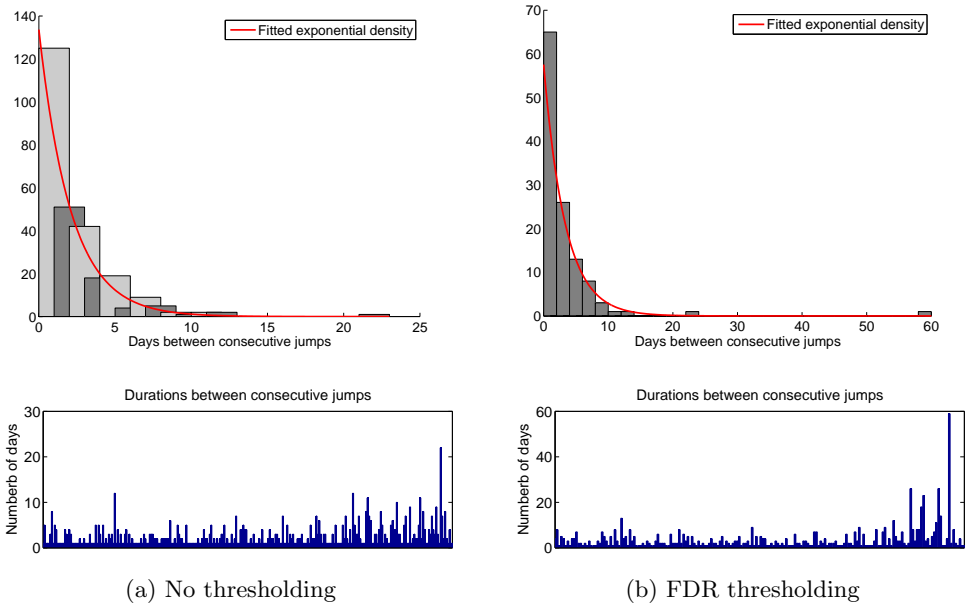 140
120
100
80
60
40
20
0
0 5 10 15 20 25
Days between consecutive jumps
Fitted exponential density
70
60
50
40
30
20
10
0
0 10 20 30 40 50 60
Days between consecutive jumps
Fitted exponential density
Durations between consecutive jumps
30
20
10
0
Numberb of days
Durations between consecutive jumps
60
40
20
0
Numberb of days
(a) No thresholding
(b) FDR thresholding